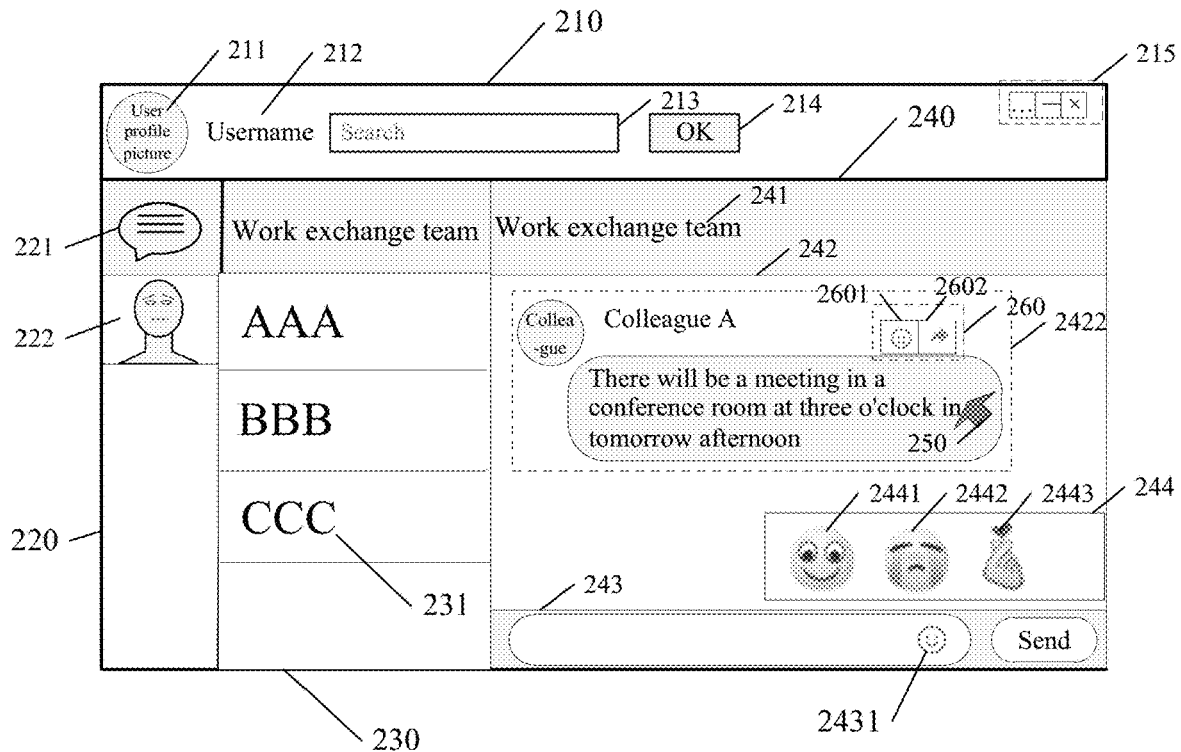 210
211
212
215
User
profile
picture
Username
Search
213
OK
214
... — ×
240
221
Work exchange team
Work exchange team
241
242
222
AAA
Collea
-gue
Colleague A
2601
2602
260
2422
There will be a meeting in a
conference room at three o'clock in
tomorrow afternoon
250
BBB
220
CCC
231
2441
2442
2443
244
243
Send
2431
230